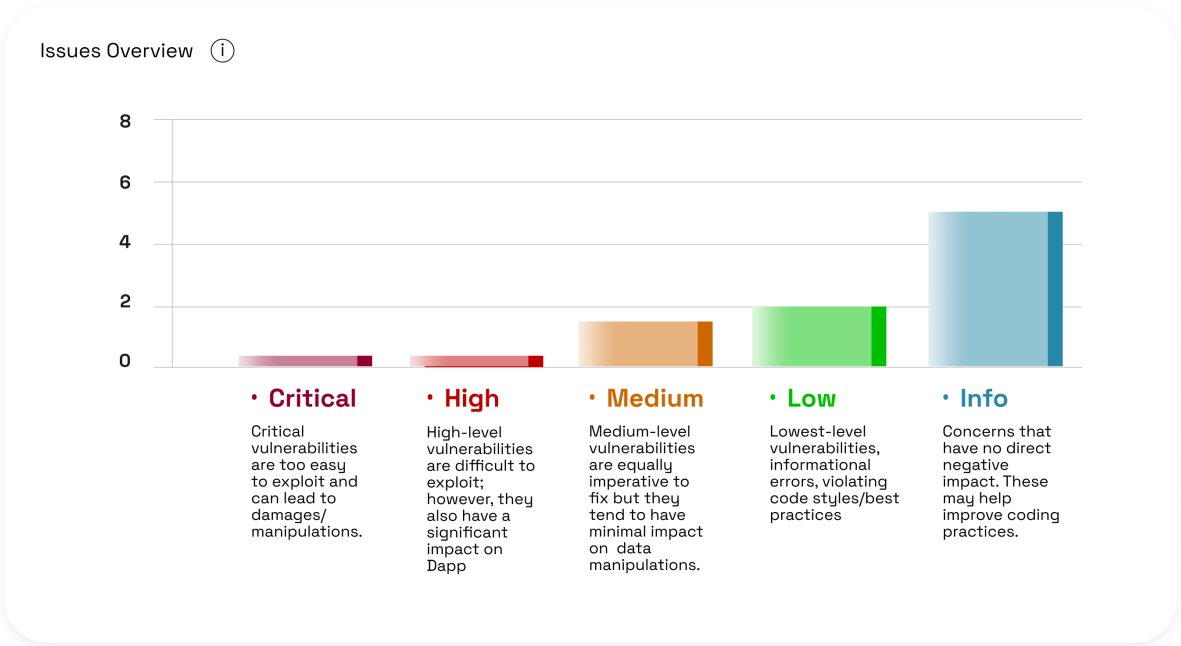 Issues Overview i
8
6
4
2
0
• Critical
Critical
vulnerabilities
are too easy
to exploit and
can lead to
damages/
manipulations.
• High
High-level
vulnerabilities
are difficult to
exploit;
however, they
also have a
significant
impact on
Dapp
• Medium
Medium-level
vulnerabilities
are equally
imperative to
fix but they
tend to have
minimal impact
on data
manipulations.
• Low
Lowest-level
vulnerabilities,
informational
errors, violating
code styles/best
practices
• Info
Concerns that
have no direct
negative
impact. These
may help
improve coding
practices.